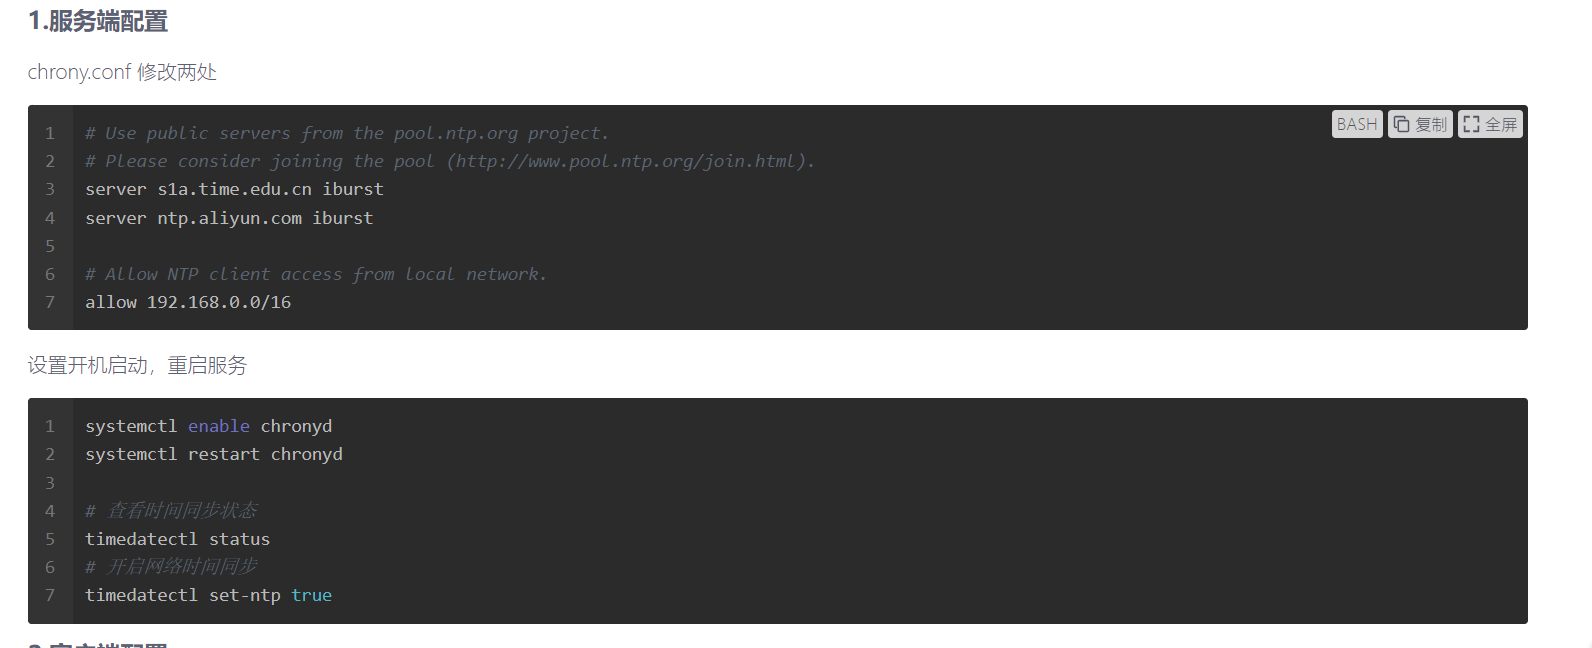 1.服务端配置
chrony.conf 修改两处
BASH 复制 全屏
1 # Use public servers from the pool.ntp.org project.
2 # Please consider joining the pool (http://www.pool.ntp.org/join.html).
3 server s1a.time.edu.cn iburst
4 server ntp.aliyun.com iburst
5
6 # Allow NTP client access from local network.
7 allow 192.168.0.0/16
设置开机启动，重启服务
1 systemctl enable chronyd
2 systemctl restart chronyd
3
4 # 查看时间同步状态
5 timedatectl status
6 # 开启网络时间同步
7 timedatectl set-ntp true
2.客户端配置